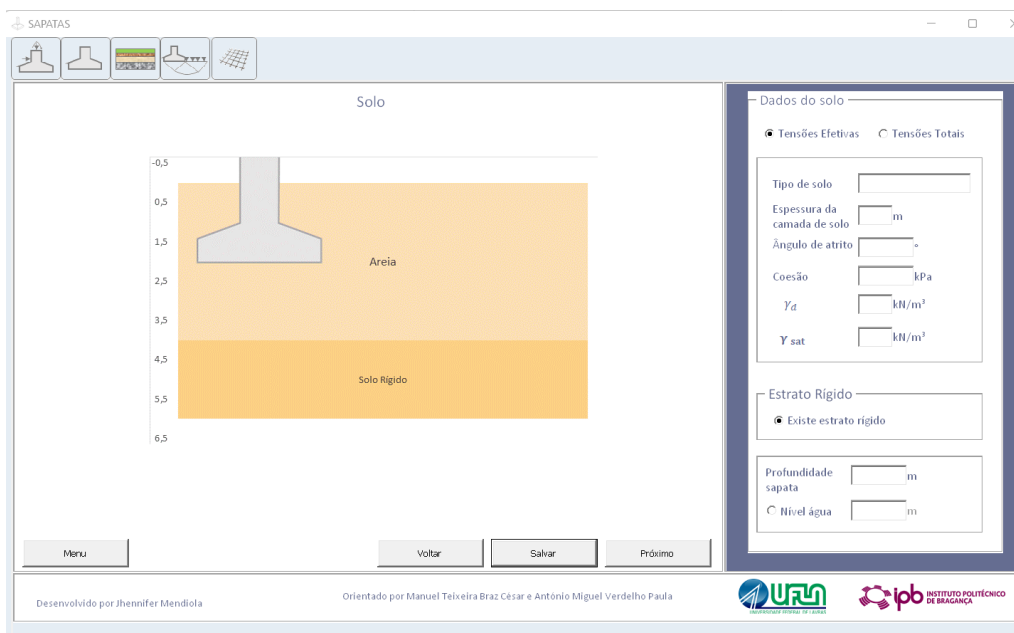 SAPATAS
Solo
-0,5
0,5
1,5
2,5
3,5
4,5
5,5
6,5
Areia
Solo Rígido
Dados do solo
Tensões Efetivas
Tensões Totais
Tipo de solo
Espessura da
camada de solo
m
Ângulo de atrito
°
Coesão
kPa
γd
kN/m³
γ sat
kN/m³
Estrato Rígido
Existe estrato rígido
Profundidade
sapata
m
Nível água
m
Menu
Voltar
Salvar
Próximo
Desenvolvido por Jhennifer Mendiola
Orientado por Manuel Teixeira Braz César e António Miguel Verdelho Paula
UFLA
UNIVERSIDADE FEDERAL DE LAVRAS
ipb
INSTITUTO POLITÉCNICO
DE BRAGANÇA